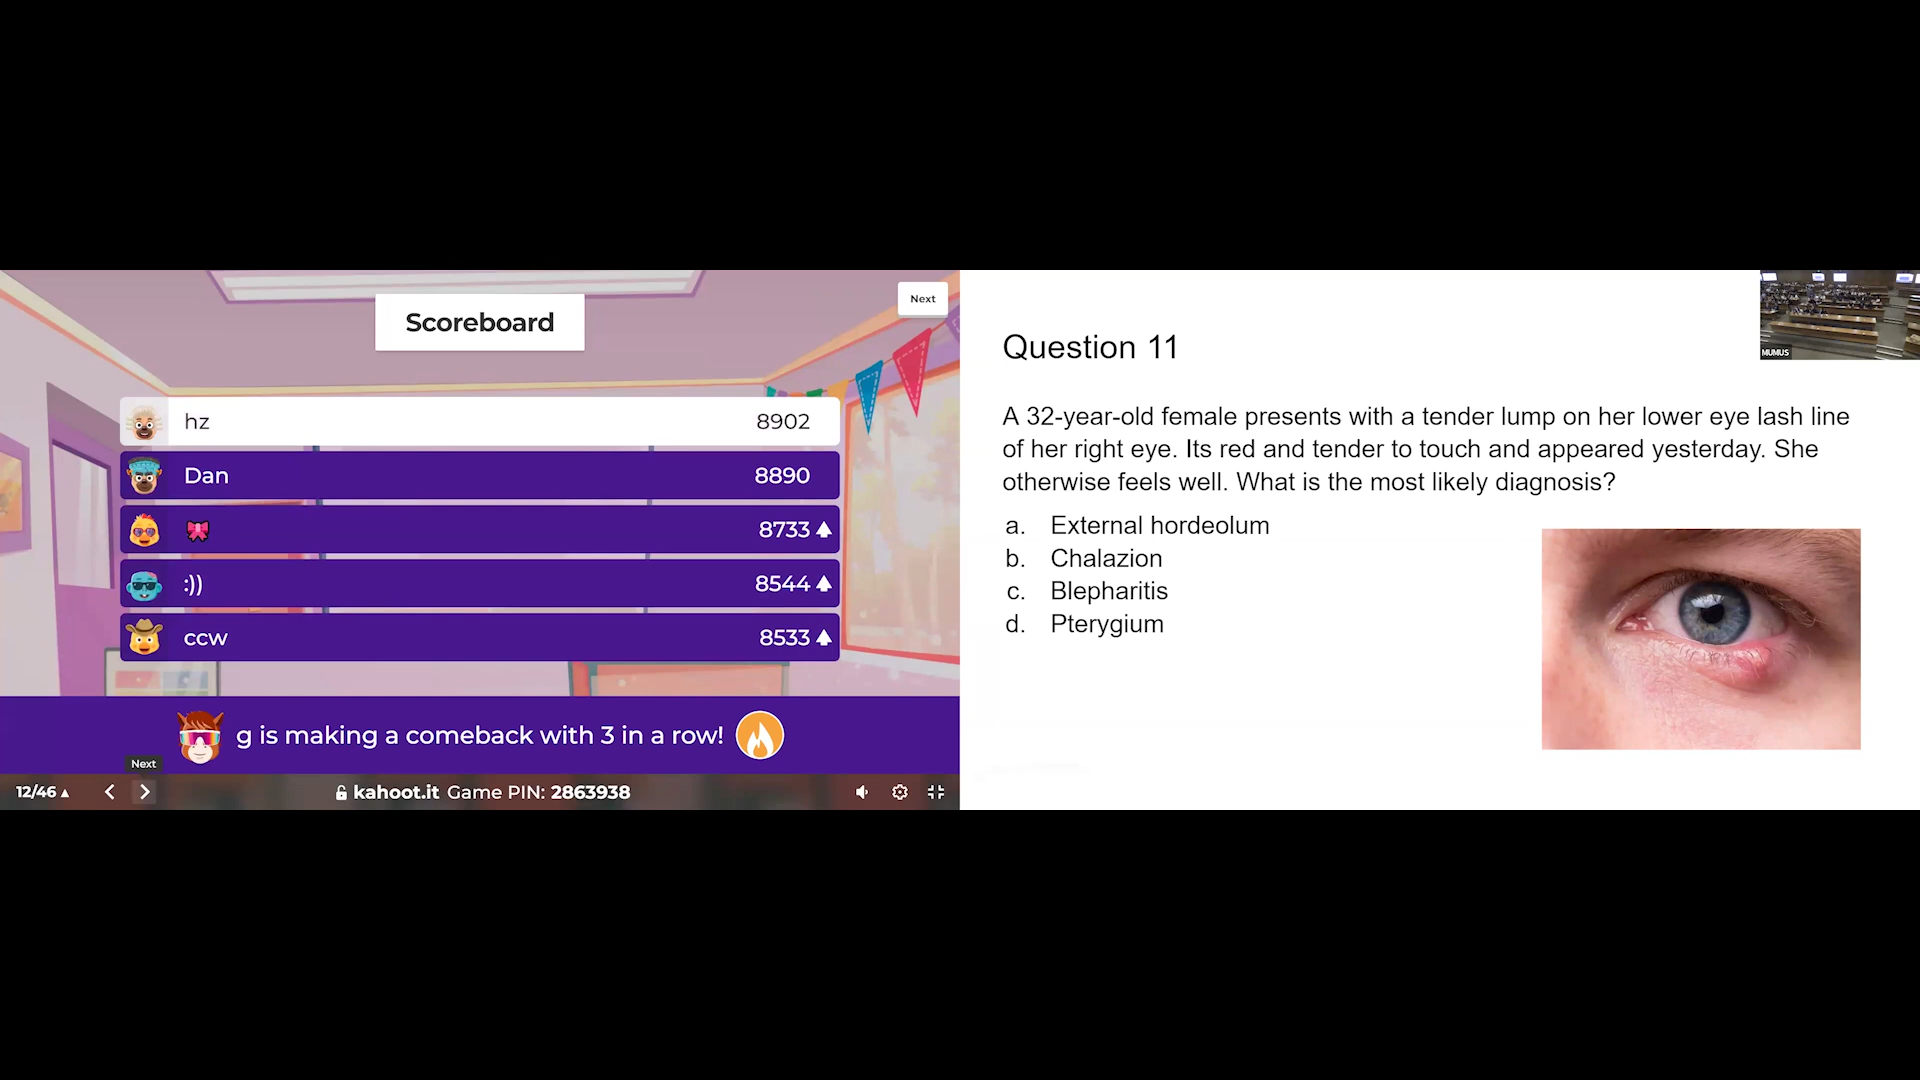 Next
Scoreboard
hz 8902
Dan 8890
🎀 8733
:)) 8544
ccw 8533
g is making a comeback with 3 in a row!
Next
12/46
kahoot.it Game PIN: 2863938
MUMUS
Question 11
A 32-year-old female presents with a tender lump on her lower eye lash line
of her right eye. Its red and tender to touch and appeared yesterday. She
otherwise feels well. What is the most likely diagnosis?
a. External hordeolum
b. Chalazion
c. Blepharitis
d. Pterygium